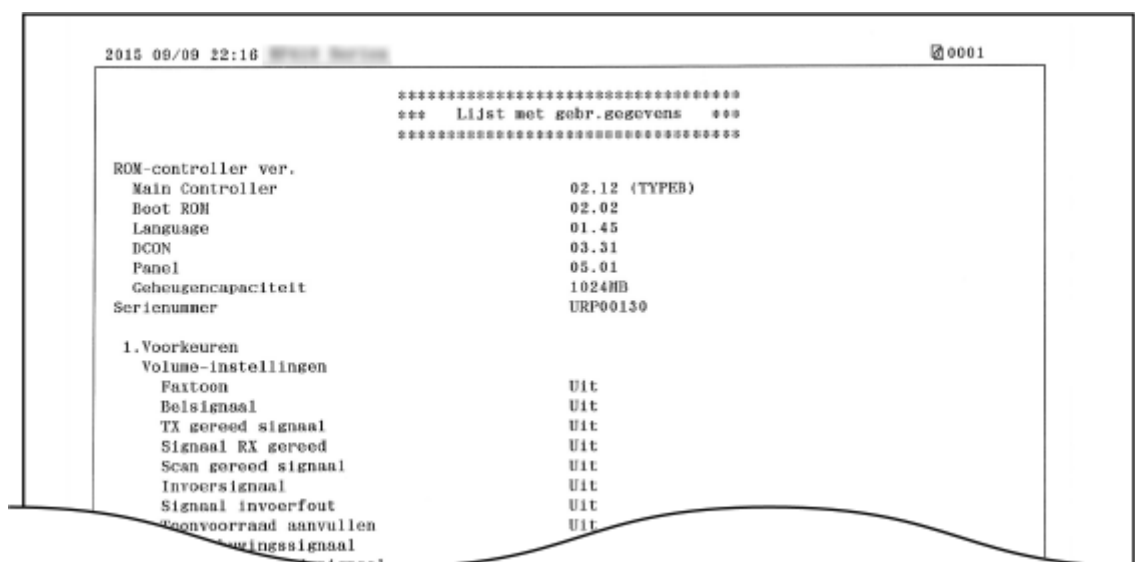 2015 09/09 22:16 0001
***********************************
*** Lijst met gebr.gegevens ***
***********************************
ROM-controller ver.
Main Controller 02.12 (TYPEB)
Boot ROM 02.02
Language 01.45
DCON 03.31
Panel 05.01
Geheugencapaciteit 1024MB
Serienummer URP00130
1.Voorkeuren
Volume-instellingen
Faxtoon Uit
Belsignaal Uit
TX gereed signaal Uit
Signaal RX gereed Uit
Scan gereed signaal Uit
Invoersignaal Uit
Signaal invoerfout Uit
Toonvoorraad aanvullen Uit